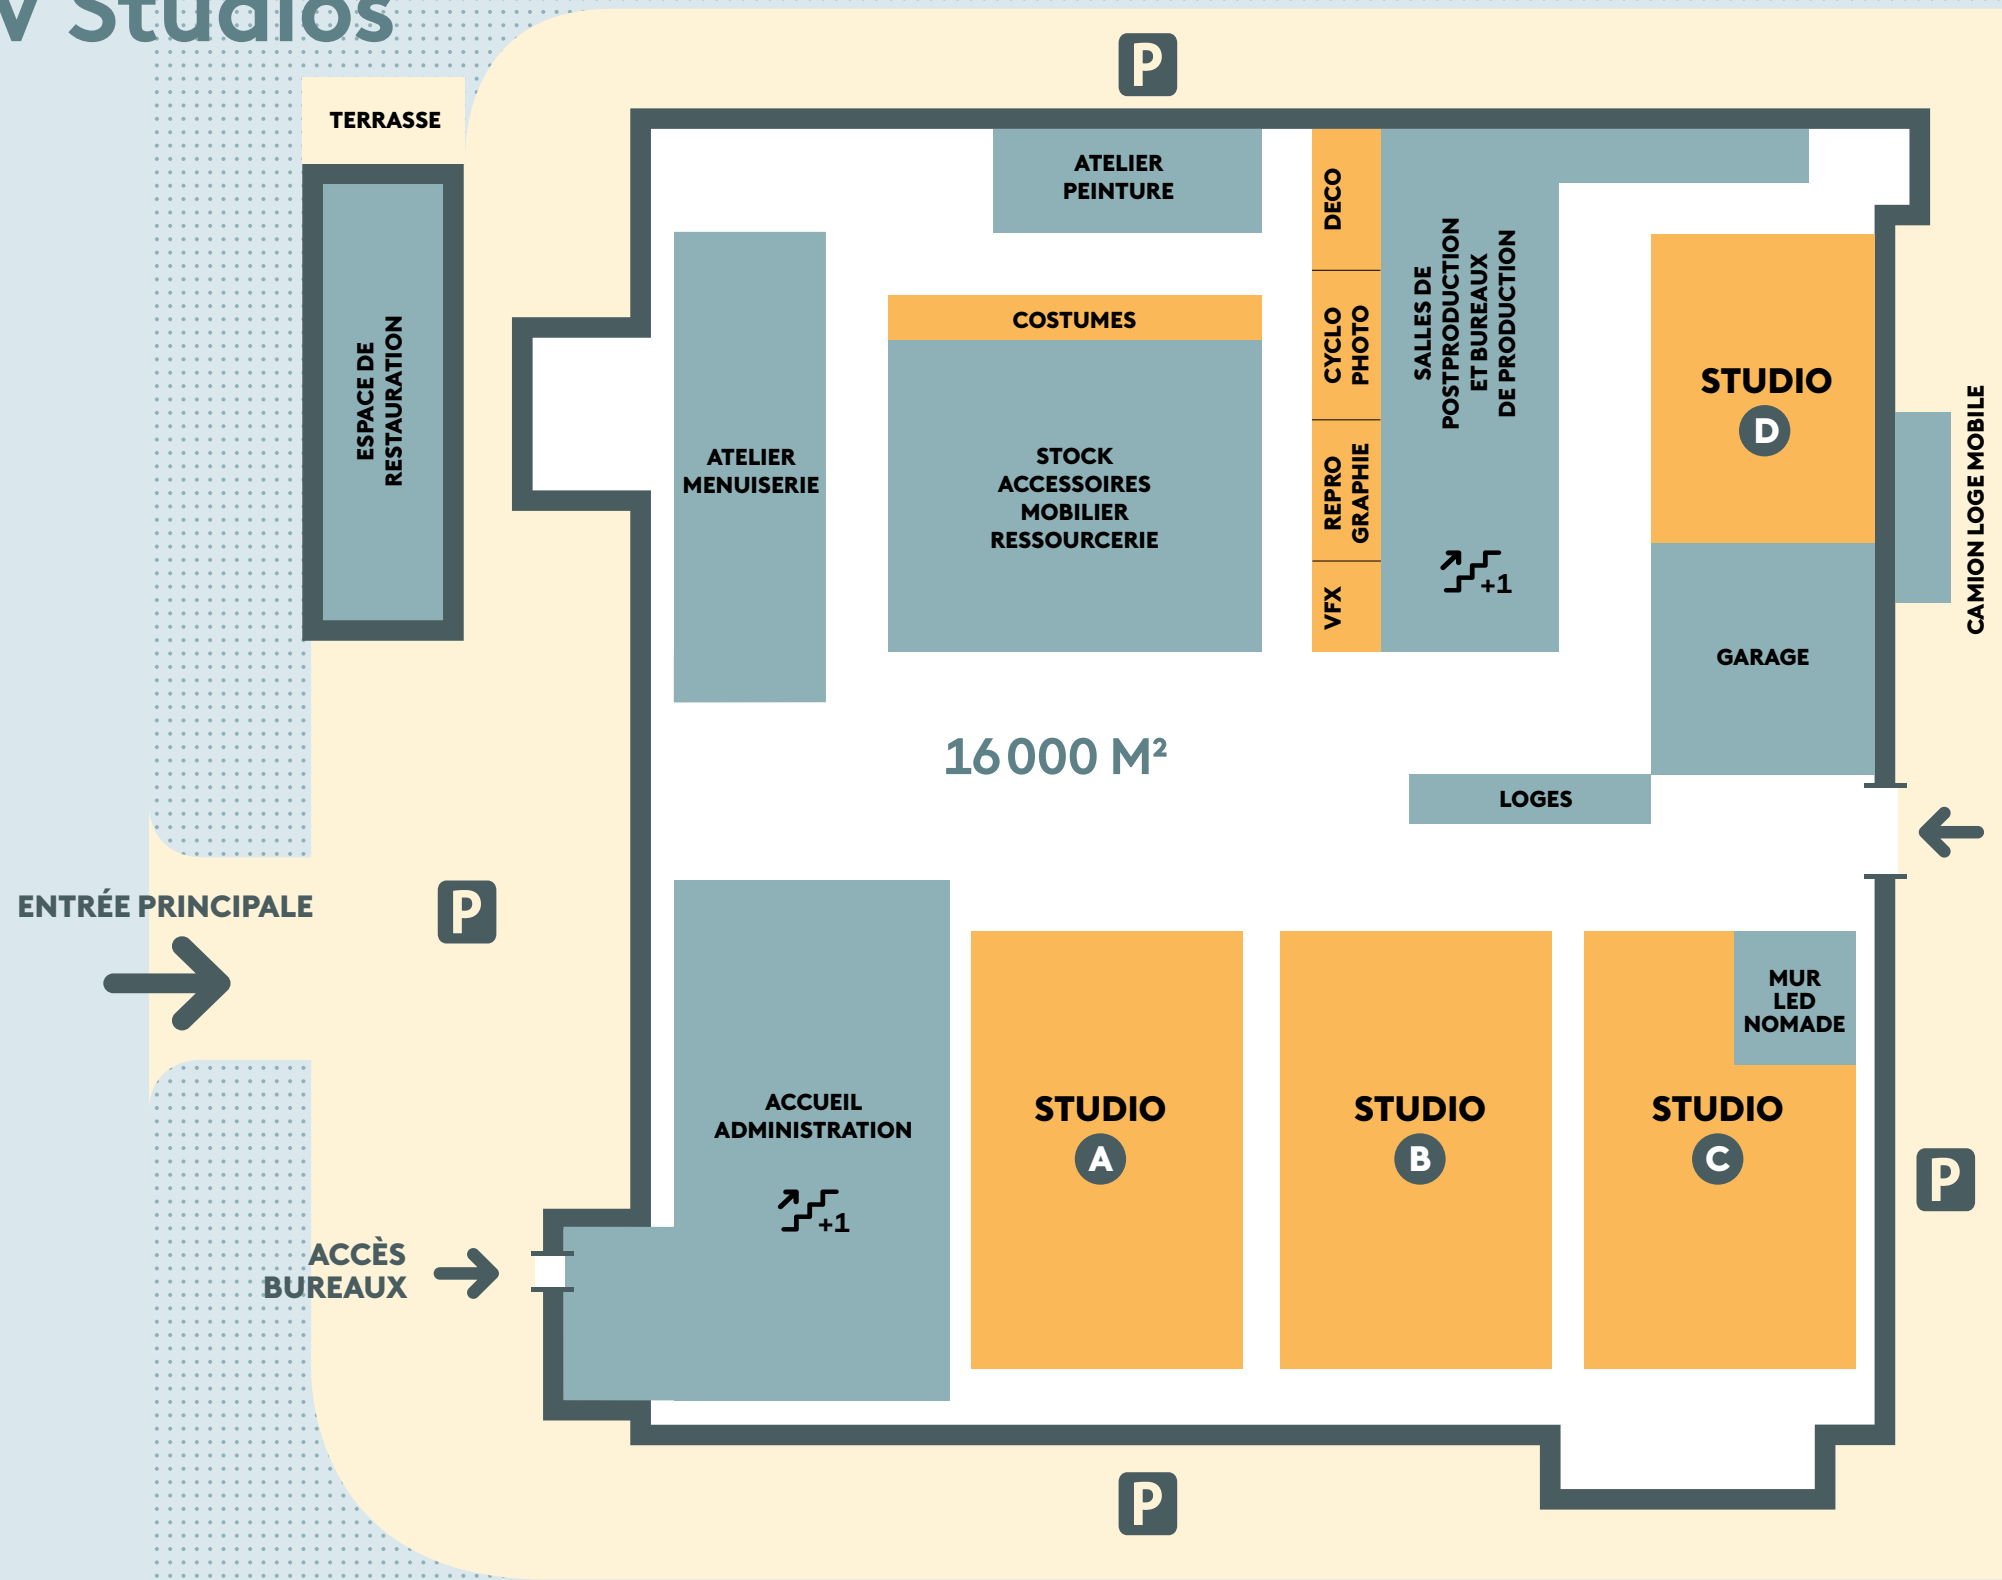 V Studios
P
TERRASSE
ATELIER
PEINTURE
DECO
ESPACE DE
RESTAURATION
COSTUMES
CYCLO
PHOTO
SALLES DE
POSTPRODUCTION
ET BUREAUX
DE PRODUCTION
STUDIO
D
CAMION LOGE MOBILE
ATELIER
MENUISERIE
STOCK
ACCESSOIRES
MOBILIER
RESSOURCERIE
REPRO
GRAPHIE
VFX
+1
GARAGE
16 000 M²
LOGES
ENTRÉE PRINCIPALE
P
MUR
LED
NOMADE
ACCUEIL
ADMINISTRATION
+1
STUDIO
A
STUDIO
B
STUDIO
C
P
ACCÈS
BUREAUX
P